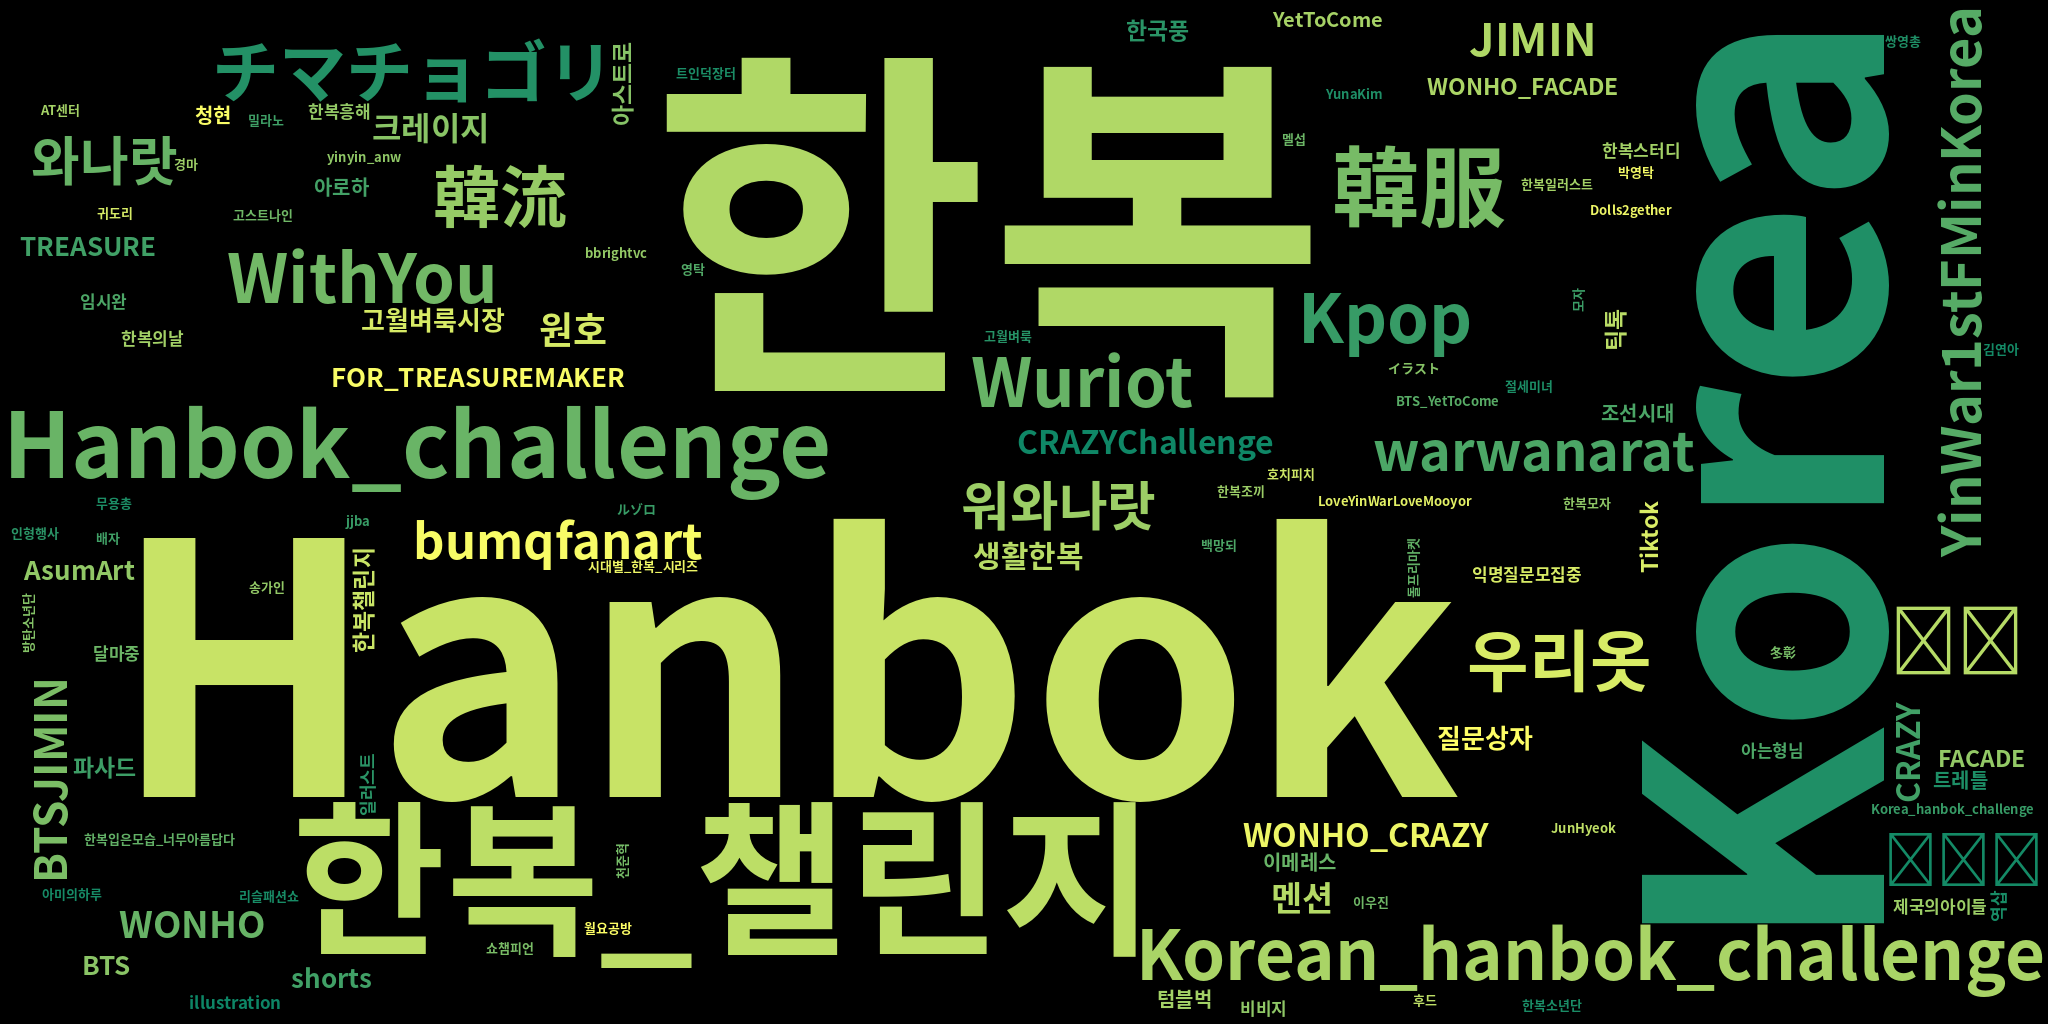 한국풍
YetToCome
JIMIN
쌍영총
YinWar1stFMinKorea
チマチョゴリ
아스트로
트인덕장터
한복
WONHO_FACADE
YunaKim
Korea
AT센터
청현
밀라노
한복흥해
크레이지
멜섭
韓服
한복스터디
와나랏
경마
yinyin_anw
박영탁
아로하
韓流
한복일러스트
귀도리
고스트나인
Dolls2gether
TREASURE
WithYou
bbrightvc
영탁
임시완
고월벼룩시장
원호
Kpop
모자
틱톡
한복의날
고월벼룩
김연아
FOR_TREASUREMAKER
Wuriot
イラスト
절세미녀
BTS_YetToCome
조선시대
Hanbok_challenge
CRAZYChallenge
warwanarat
호치피치
한복조끼
LoveYinWarLoveMooyor
한복모자
Tiktok
무용총
ルゾロ
워와나랏
인형행사
배자
jjba
bumqfanart
시대별_한복_시리즈
생활한복
백망되
돌프리마켓
익명질문모집중
AsumArt
송가인
한복챌린지
Hanbok
방탄소년단
달마중
우리옷
冬彰
BTSJIMIN
파사드
일러스트
질문상자
아는형님
CRAZY
FACADE
트레틀
한복입은모습_너무아름답다
한복_챌린지
천준혁
WONHO_CRAZY
JunHyeok
Korea_hanbok_challenge
이메레스
아미의하루
리슬패션쇼
멘션
이우진
제국의아이들
역삽
WONHO
월요공방
쇼챔피언
Korean_hanbok_challenge
BTS
shorts
illustration
텀블벅
비비지
후드
한복소년단